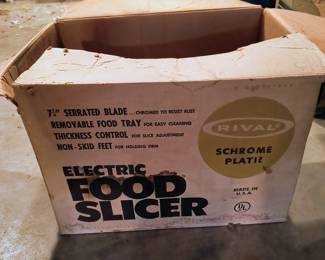 7½" SERRATED BLADE...CHROMED TO RESIST RUST
REMOVABLE FOOD TRAY FOR EASY CLEANING
THICKNESS CONTROL FOR SLICE ADJUSTMENT
NON-SKID FEET FOR HOLDING FIRM
RIVAL®
SCHROME
PLATIE
ELECTRIC
FOOD
SLICER
MADE IN
U.S.A.
UL